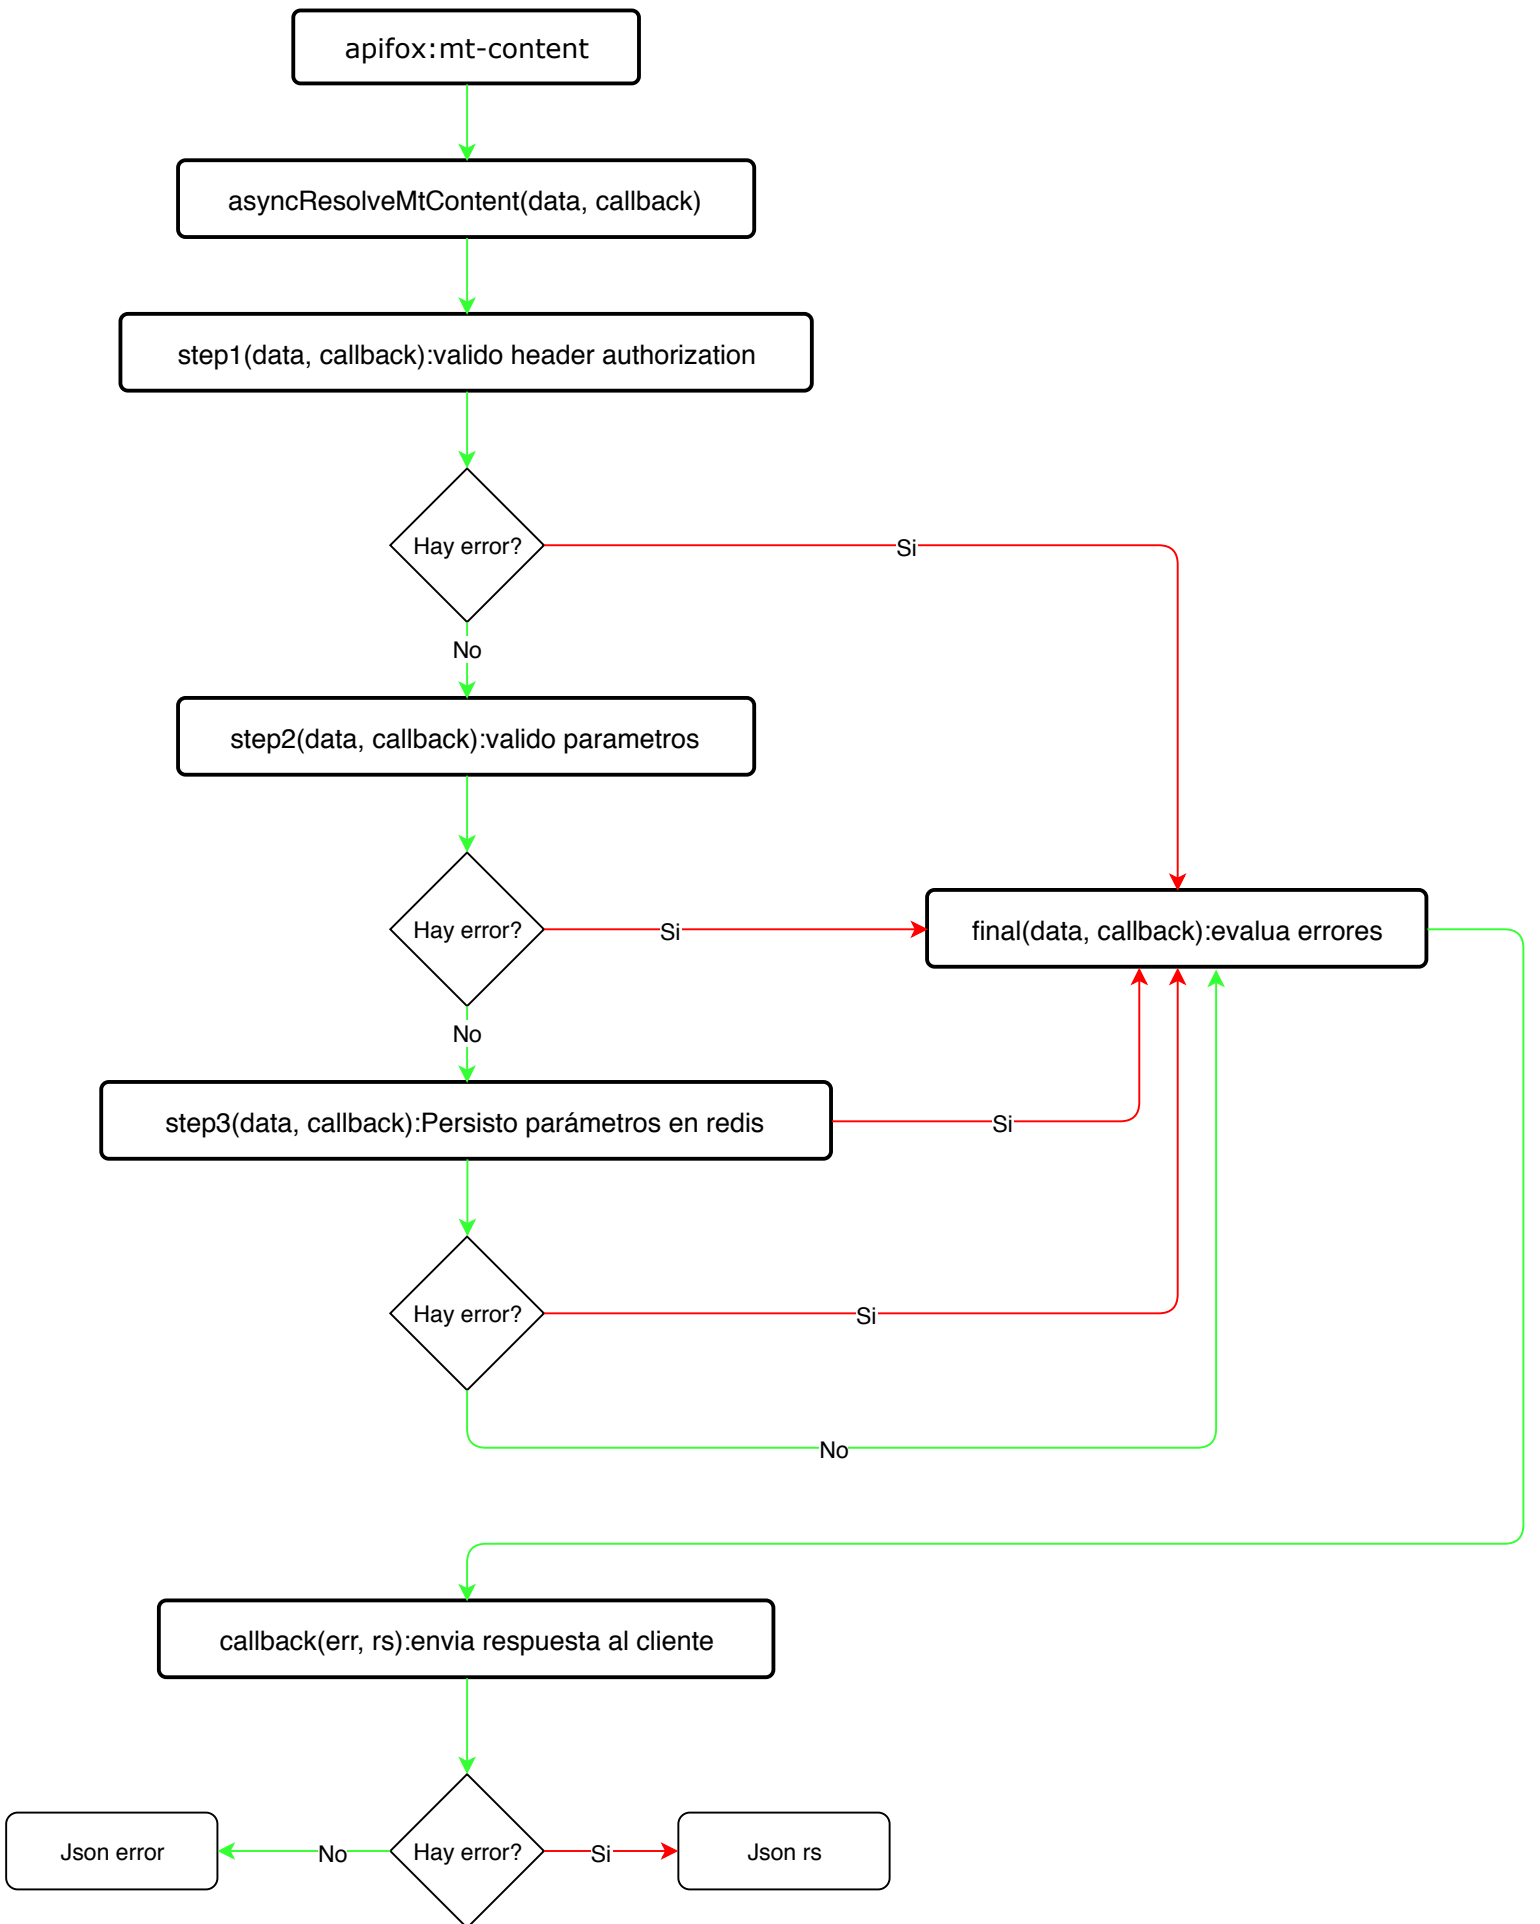 apifox:mt-content
asyncResolveMtContent(data, callback)
step1(data, callback):valido header authorization
Hay error?
Si
No
step2(data, callback):valido parametros
Hay error?
Si
final(data, callback):evalua errores
No
step3(data, callback):Persisto parámetros en redis
Si
Hay error?
Si
No
callback(err, rs):envia respuesta al cliente
Json error
No
Hay error?
Si
Json rs